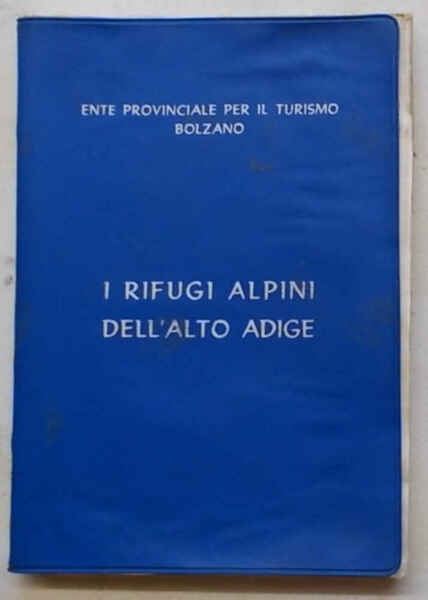 ENTE PROVINCIALE PER IL TURISMO
BOLZANO
I RIFUGI ALPINI
DELL'ALTO ADIGE